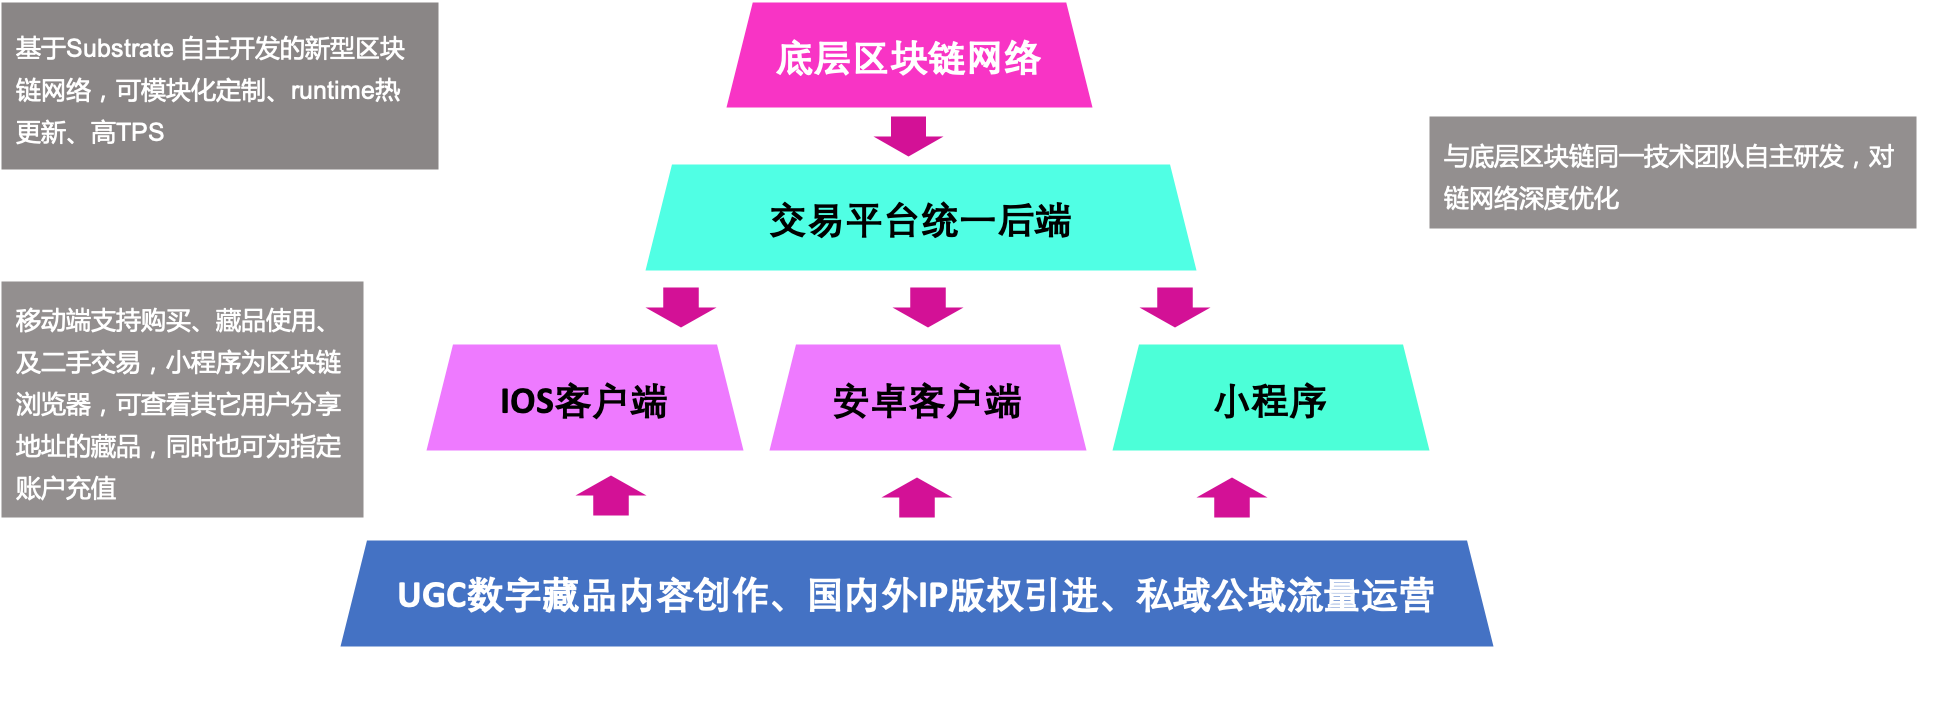 基于Substrate 自主开发的新型区块
链网络，可模块化定制、runtime热
更新、高TPS
底层区块链网络
与底层区块链同一技术团队自主研发，对
链网络深度优化
交易平台统一后端
移动端支持购买、藏品使用、
及二手交易，小程序为区块链
浏览器，可查看其它用户分享
地址的藏品，同时也可为指定
账户充值
IOS客户端
安卓客户端
小程序
UGC数字藏品内容创作、国内外IP版权引进、私域公域流量运营